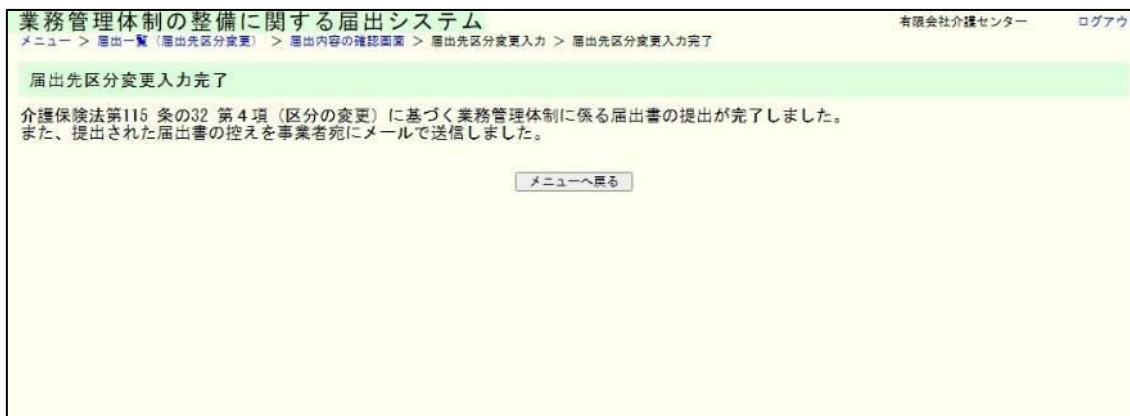 業務管理体制の整備に関する届出システム
有限会社介護センター ログアウ
メニュー > 届出一覧（届出先区分変更） > 届出内容の確認画面 > 届出先区分変更入力 > 届出先区分変更入力完了
届出先区分変更入力完了
介護保険法第115 条の32 第４項（区分の変更）に基づく業務管理体制に係る届出書の提出が完了しました。
また、提出された届出書の控えを事業者宛にメールで送信しました。
メニューへ戻る